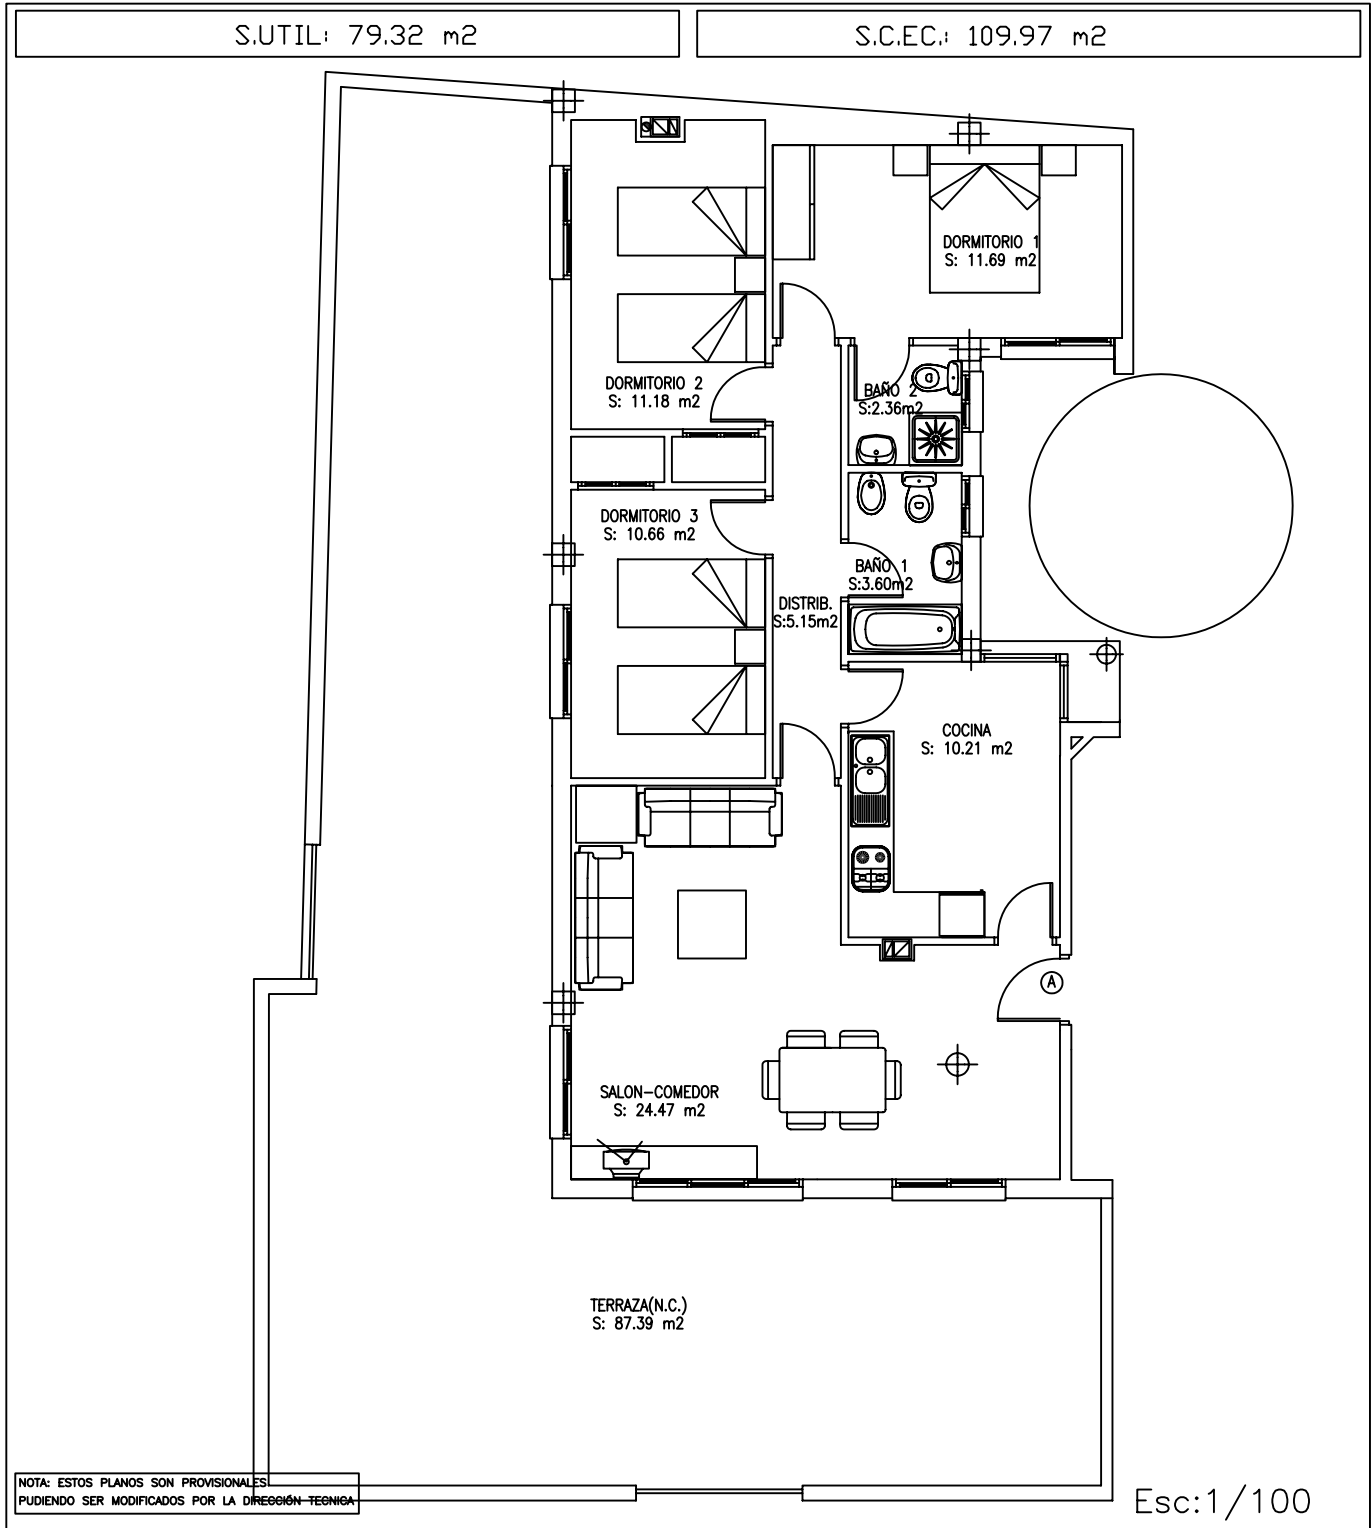 S.UTIL: 79.32 m2
S.C.EC.: 109.97 m2
DORMITORIO 1
S: 11.69 m2
DORMITORIO 2
S: 11.18 m2
BAÑO 2
S:2.36m2
DORMITORIO 3
S: 10.66 m2
BAÑO 1
S:3.60m2
DISTRIB.
S:5.15m2
COCINA
S: 10.21 m2
A
SALON-COMEDOR
S: 24.47 m2
TERRAZA(N.C.)
S: 87.39 m2
NOTA: ESTOS PLANOS SON PROVISIONALES
PUDIENDO SER MODIFICADOS POR LA DIRECCIÓN TECNICA
Esc:1/100